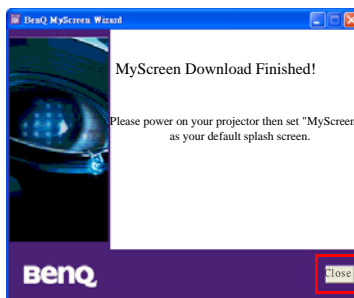 BenQ MyScreen Wizard
MyScreen Download Finished!
Please power on your projector then set "MyScreen
as your default splash screen.
BenQ
Close